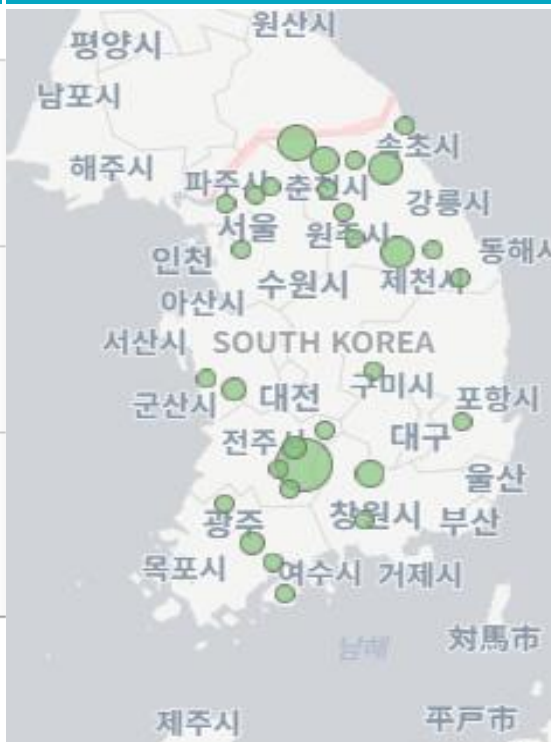 원산시
평양시
남포시
속초시
해주시
파주시
춘천시
강릉시
서울
원주시
동해시
인천
수원시
제천시
아산시
서산시
SOUTH KOREA
구미시
군산시
대전
포항시
전주시
대구
울산
창원시
부산
광주
목포시
여수시
거제시
対馬市
남해
제주시
平戸市